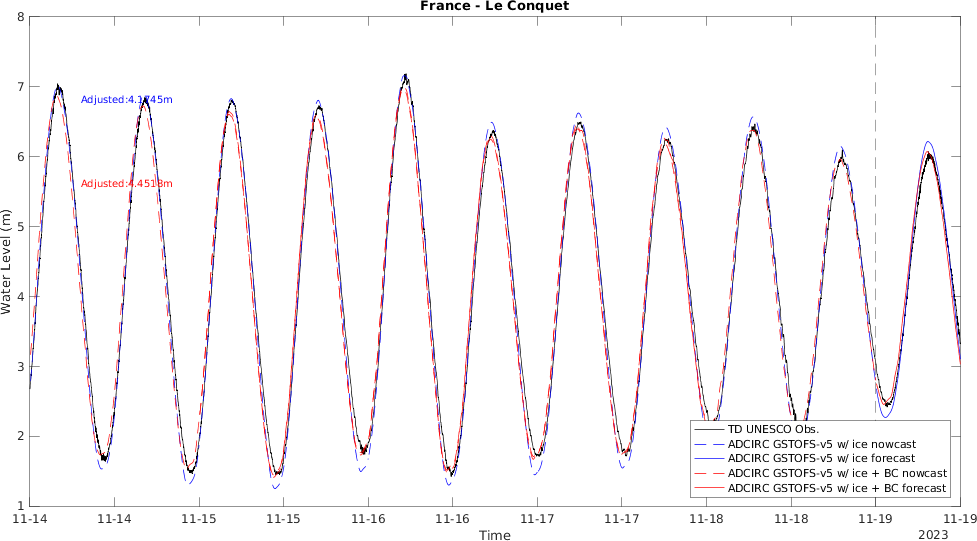 France - Le Conquet
8
7
6
5
4
3
2
1
Water Level (m)
Adjusted:4.1745m
Adjusted:4.4518m
TD UNESCO Obs.
ADCIRC GSTOFS-v5 w/ ice nowcast
ADCIRC GSTOFS-v5 w/ ice forecast
ADCIRC GSTOFS-v5 w/ ice + BC nowcast
ADCIRC GSTOFS-v5 w/ ice + BC forecast
11-14 11-14 11-15 11-15 11-16 11-16 11-17 11-17 11-18 11-18 11-19 11-19
Time
2023